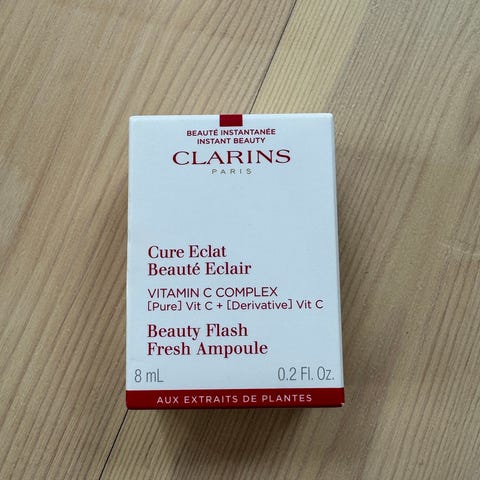 BEAUTÉ INSTANTANÉE
INSTANT BEAUTY
CLARINS
PARIS
Cure Eclat
Beauté Eclair
VITAMIN C COMPLEX
[Pure] Vit C + [Derivative] Vit C
Beauty Flash
Fresh Ampoule
8 mL 0.2 Fl. Oz.
AUX EXTRAITS DE PLANTES